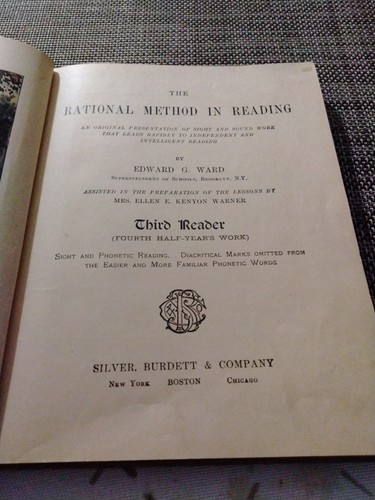 THE
RATIONAL METHOD IN READING
AN ORIGINAL PRESENTATION OF SIGHT AND SOUND WORK
THAT LEADS RAPIDLY TO INDEPENDENT AND
INTELLIGENT READING
BY
EDWARD G. WARD
SUPERINTENDENT OF SCHOOLS, BROOKLYN, N.Y.
ASSISTED IN THE PREPARATION OF THE LESSONS BY
MRS. ELLEN E. KENYON WARNER
Third Reader
(FOURTH HALF-YEAR'S WORK)
SIGHT AND PHONETIC READING. DIACRITICAL MARKS OMITTED FROM
THE EASIER AND MORE FAMILIAR PHONETIC WORDS
SILVER, BURDETT & COMPANY
NEW YORK BOSTON CHICAGO